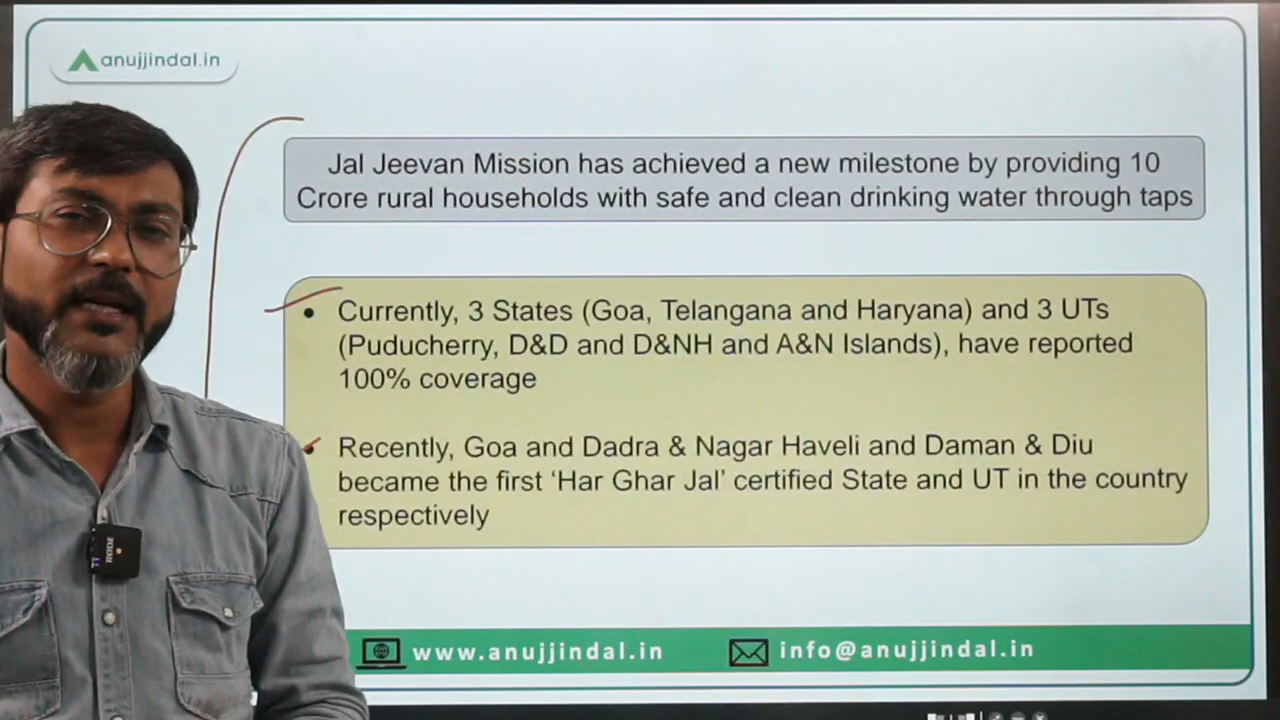 anujjindal.in
Jal Jeevan Mission has achieved a new milestone by providing 10
Crore rural households with safe and clean drinking water through taps
• Currently, 3 States (Goa, Telangana and Haryana) and 3 UTs
(Puducherry, D&D and D&NH and A&N Islands), have reported
100% coverage
Recently, Goa and Dadra & Nagar Haveli and Daman & Diu
became the first ‘Har Ghar Jal’ certified State and UT in the country
respectively
RODE
www.anujjindal.in
info@anujjindal.in